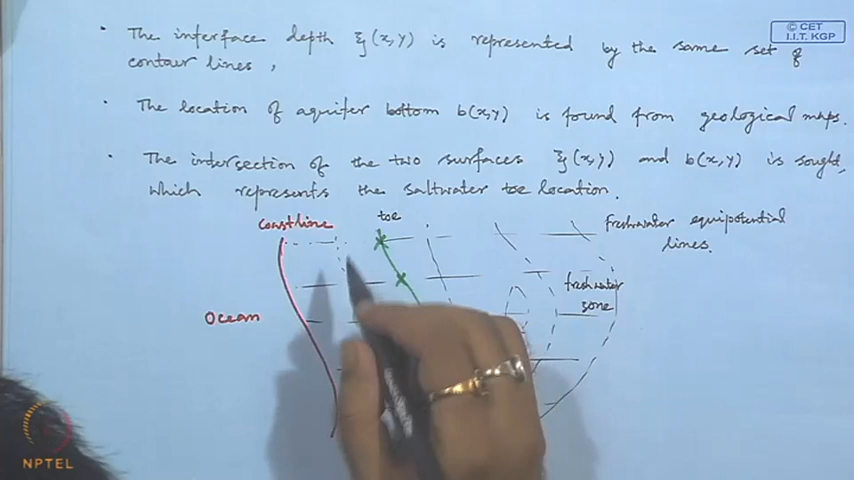 © CET
I.I.T. KGP
• The interface depth ξ(x,y) is represented by the same set of
contour lines,
• The location of aquifer bottom b(x,y) is found from geological maps.
• The intersection of the two surfaces ξ(x,y) and b(x,y) is sought,
which represents the saltwater toe location.
coastline
toe
freshwater equipotential
lines.
freshwater
zone
Ocean
NPTEL